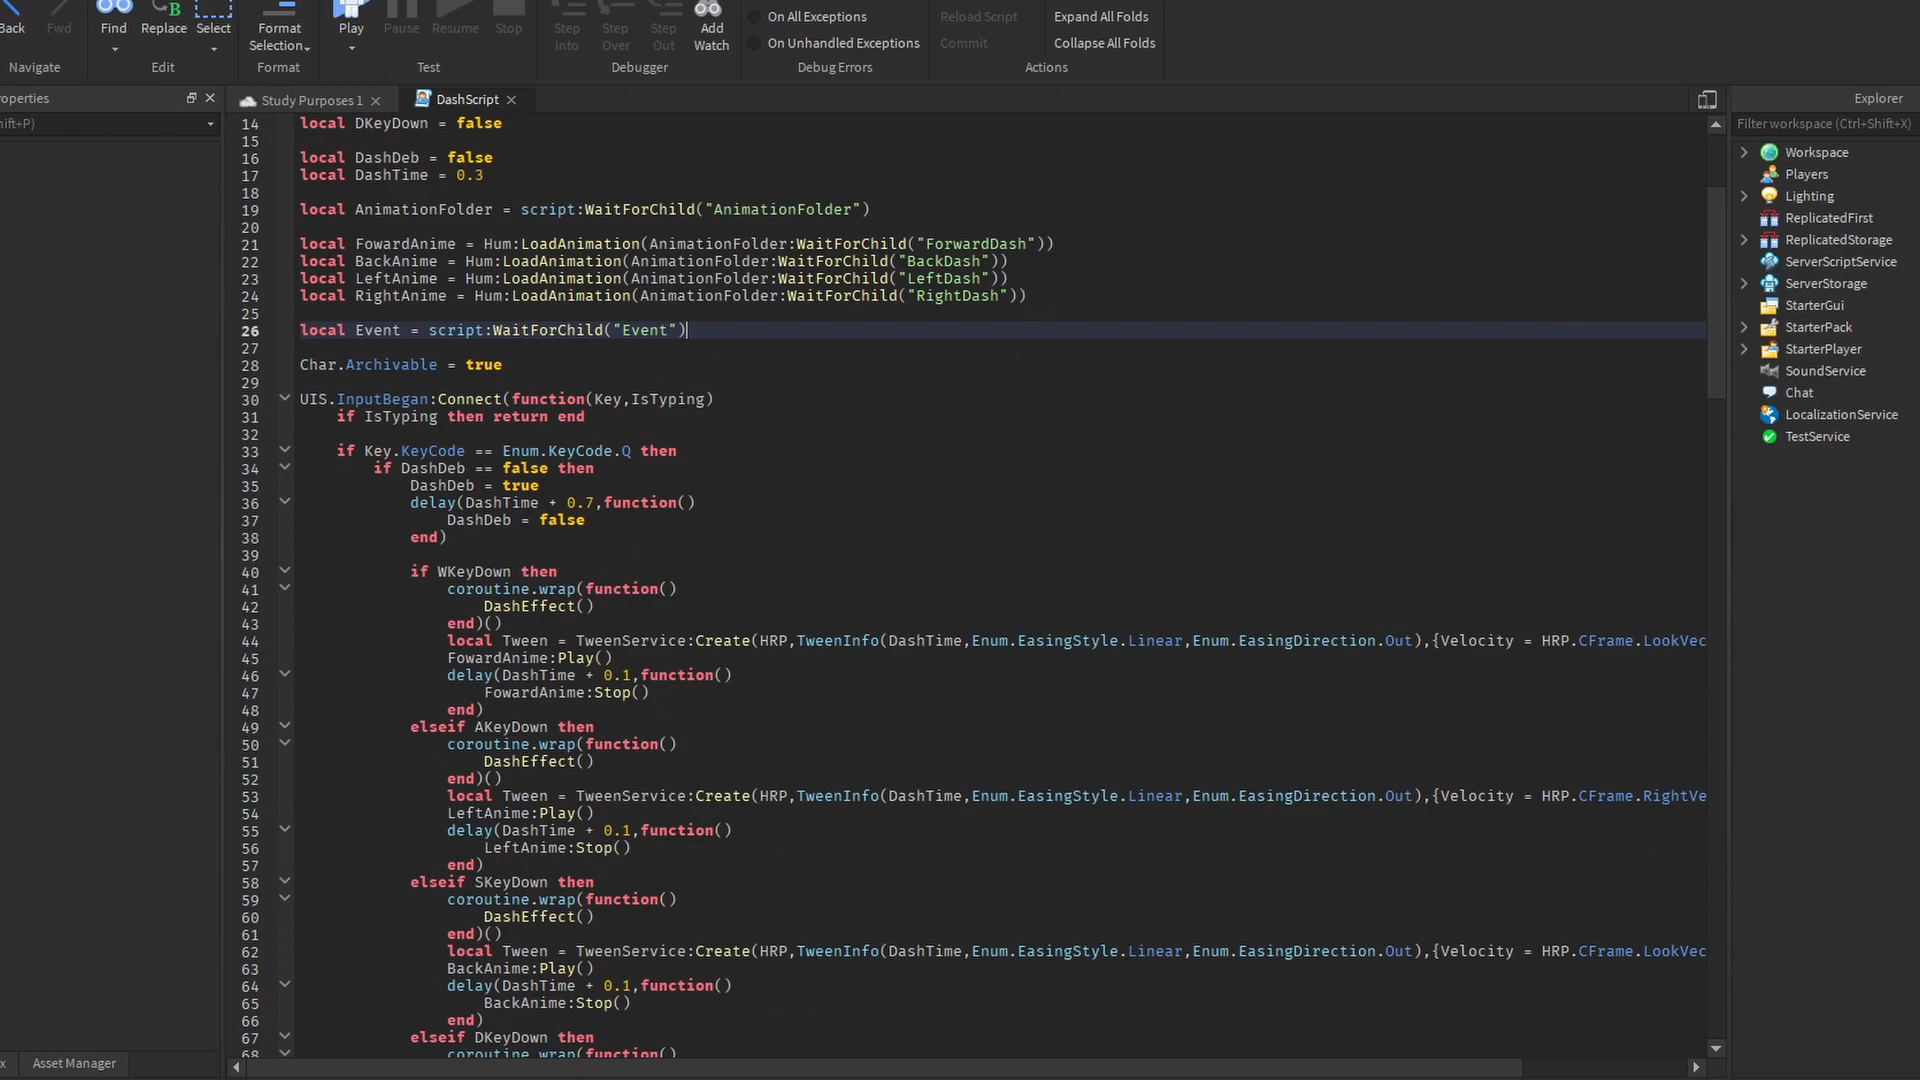 Back Fwd Find Replace Select Format Selection Play Pause Resume Stop Step Into Step Over Step Out Add Watch On All Exceptions On Unhandled Exceptions Reload Script Commit Expand All Folds Collapse All Folds
Navigate Edit Format Test Debugger Debug Errors Actions
roperties Study Purposes 1 DashScript Explorer
hift+P) Filter workspace (Ctrl+Shift+X)
14 local DKeyDown = false
15
16 local DashDeb = false
17 local DashTime = 0.3
18
19 local AnimationFolder = script:WaitForChild("AnimationFolder")
20
21 local FowardAnime = Hum:LoadAnimation(AnimationFolder:WaitForChild("ForwardDash"))
22 local BackAnime = Hum:LoadAnimation(AnimationFolder:WaitForChild("BackDash"))
23 local LeftAnime = Hum:LoadAnimation(AnimationFolder:WaitForChild("LeftDash"))
24 local RightAnime = Hum:LoadAnimation(AnimationFolder:WaitForChild("RightDash"))
25
26 local Event = script:WaitForChild("Event")
27
28 Char.Archivable = true
29
30 UIS.InputBegan:Connect(function(Key,IsTyping)
31 if IsTyping then return end
32
33 if Key.KeyCode == Enum.KeyCode.Q then
34 if DashDeb == false then
35 DashDeb = true
36 delay(DashTime + 0.7,function()
37 DashDeb = false
38 end)
39
40 if WKeyDown then
41 coroutine.wrap(function()
42 DashEffect()
43 end)()
44 local Tween = TweenService:Create(HRP,TweenInfo(DashTime,Enum.EasingStyle.Linear,Enum.EasingDirection.Out),{Velocity = HRP.CFrame.LookVec
45 FowardAnime:Play()
46 delay(DashTime + 0.1,function()
47 FowardAnime:Stop()
48 end)
49 elseif AKeyDown then
50 coroutine.wrap(function()
51 DashEffect()
52 end)()
53 local Tween = TweenService:Create(HRP,TweenInfo(DashTime,Enum.EasingStyle.Linear,Enum.EasingDirection.Out),{Velocity = HRP.CFrame.RightVe
54 LeftAnime:Play()
55 delay(DashTime + 0.1,function()
56 LeftAnime:Stop()
57 end)
58 elseif SKeyDown then
59 coroutine.wrap(function()
60 DashEffect()
61 end)()
62 local Tween = TweenService:Create(HRP,TweenInfo(DashTime,Enum.EasingStyle.Linear,Enum.EasingDirection.Out),{Velocity = HRP.CFrame.LookVec
63 BackAnime:Play()
64 delay(DashTime + 0.1,function()
65 BackAnime:Stop()
66 end)
67 elseif DKeyDown then
68 coroutine.wrap(function()
Workspace
Players
Lighting
ReplicatedFirst
ReplicatedStorage
ServerScriptService
ServerStorage
StarterGui
StarterPack
StarterPlayer
SoundService
Chat
LocalizationService
TestService
x Asset Manager